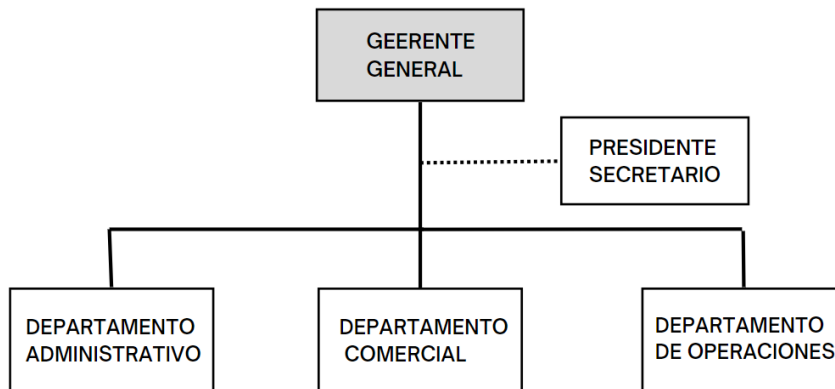 GEERENTE
GENERAL
PRESIDENTE
SECRETARIO
DEPARTAMENTO
ADMINISTRATIVO
DEPARTAMENTO
COMERCIAL
DEPARTAMENTO
DE OPERACIONES